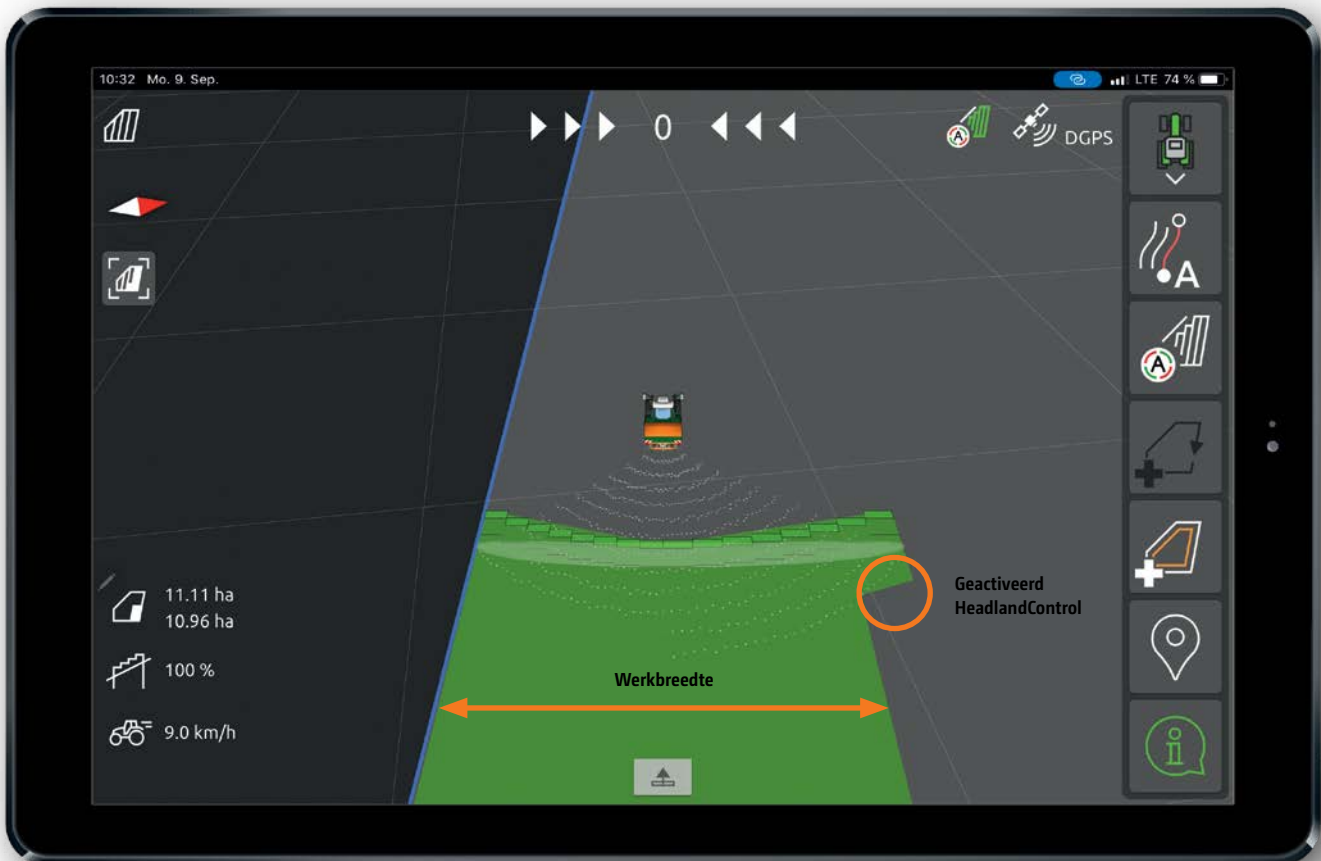 10:32 Mo. 9. Sep.
LTE 74 %
0
A
DGPS
A
A
11.11 ha
10.96 ha
100 %
9.0 km/h
Geactiveerd
HeadlandControl
Werkbreedte
i